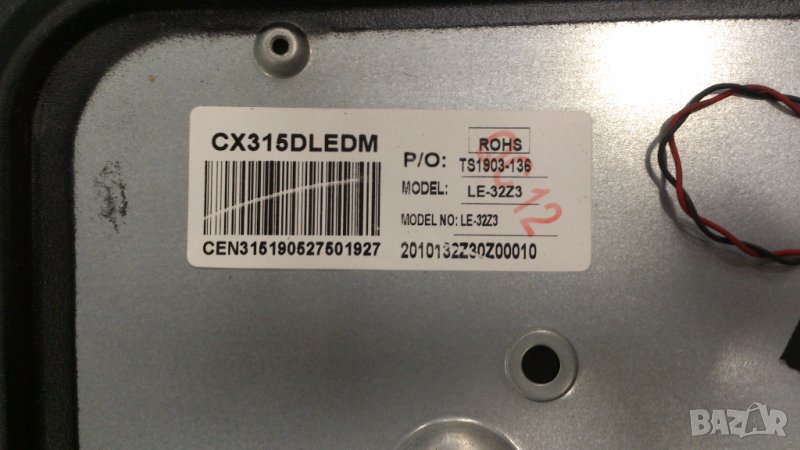 CX315DLEDM
CEN315190527501927
ROHS
P/O: TS1903-136
MODEL: LE-32Z3
MODEL NO: LE-32Z3
2010132Z30Z00010
BAZAR